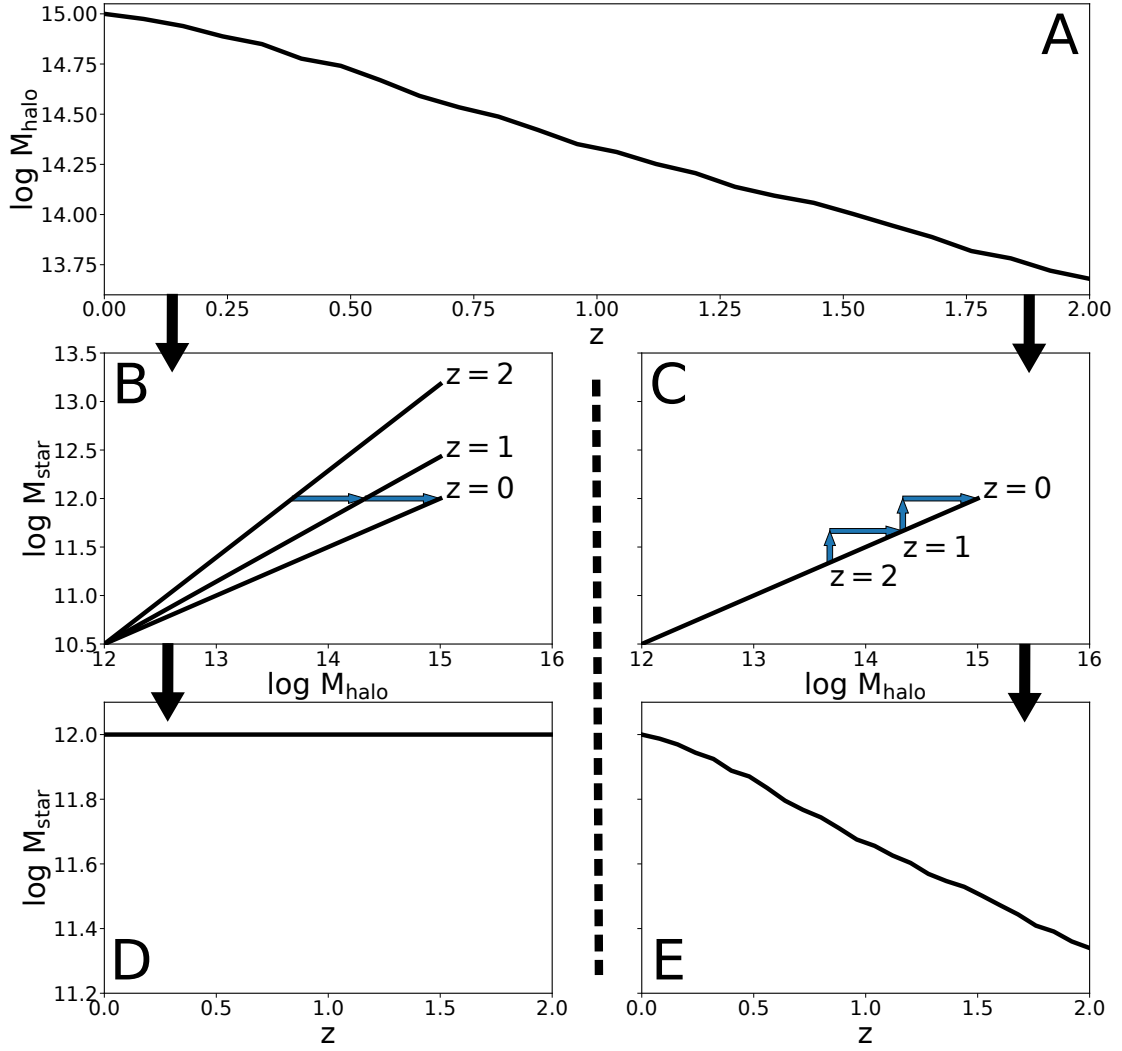 A
log M_halo
15.00
14.75
14.50
14.25
14.00
13.75
0.00 0.25 0.50 0.75 1.00 1.25 1.50 1.75 2.00
z
B
log M_star
13.5
13.0
12.5
12.0
11.5
11.0
10.5
z = 2
z = 1
z = 0
12 13 14 15 16
log M_halo
C
z = 0
z = 1
z = 2
12 13 14 15 16
log M_halo
D
log M_star
12.0
11.8
11.6
11.4
11.2
0.0 0.5 1.0 1.5 2.0
z
E
0.0 0.5 1.0 1.5 2.0
z